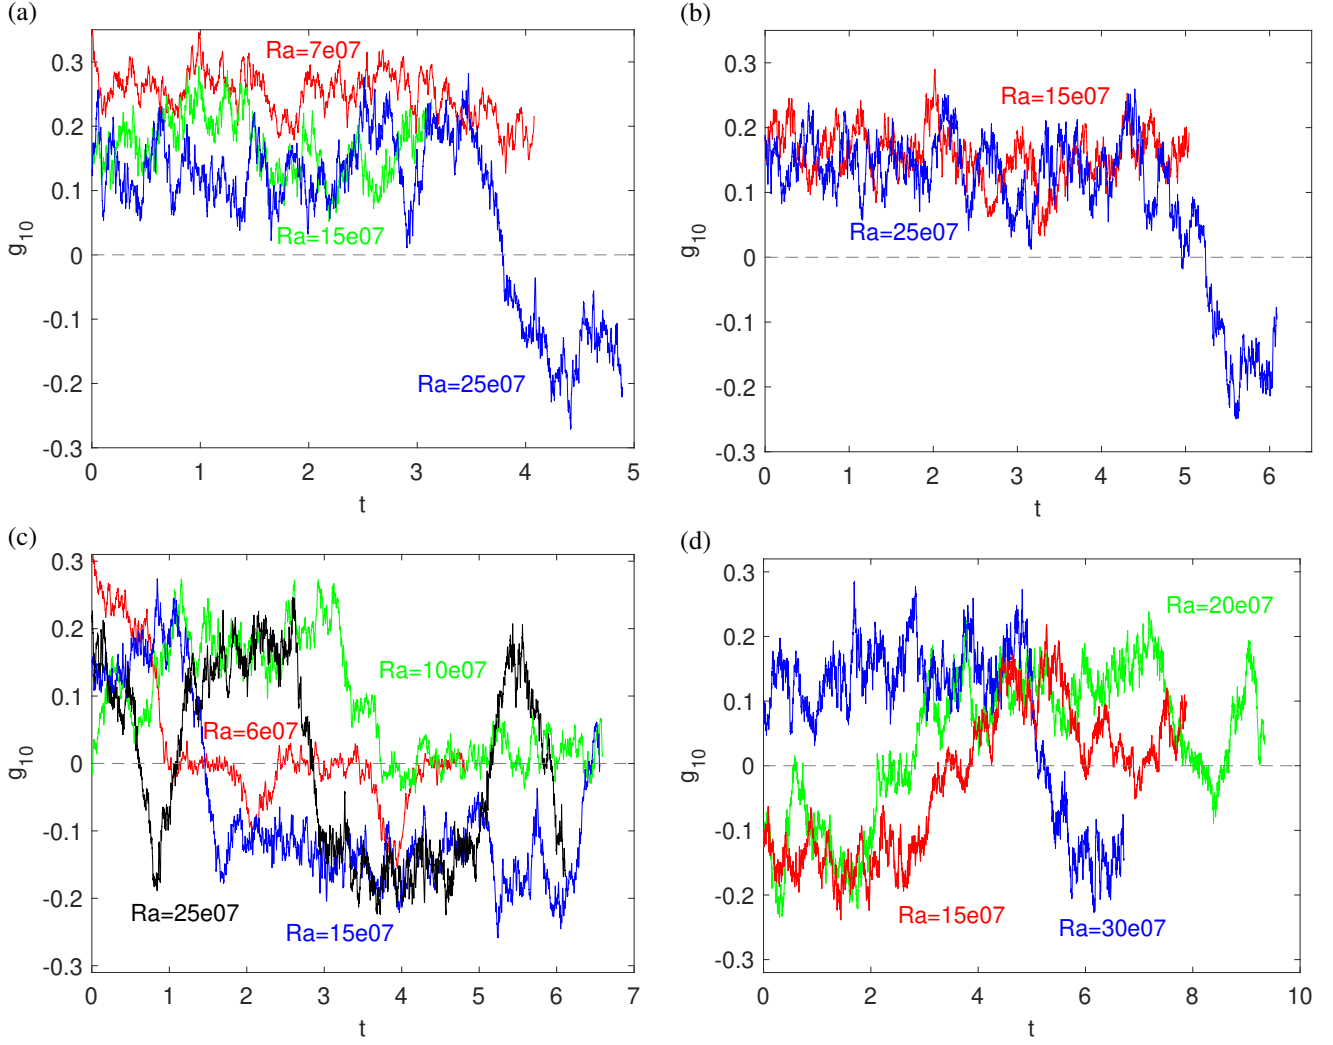 (a)
0.3
0.2
0.1
0
-0.1
-0.2
-0.3
g10
Ra=7e07
Ra=15e07
Ra=25e07
0 1 2 3 4 5
t
(b)
0.3
0.2
0.1
0
-0.1
-0.2
-0.3
g10
Ra=15e07
Ra=25e07
0 1 2 3 4 5 6
t
(c)
0.3
0.2
0.1
0
-0.1
-0.2
-0.3
g10
Ra=10e07
Ra=6e07
Ra=25e07
Ra=15e07
0 1 2 3 4 5 6 7
t
(d)
0.3
0.2
0.1
0
-0.1
-0.2
-0.3
g10
Ra=20e07
Ra=15e07
Ra=30e07
0 2 4 6 8 10
t